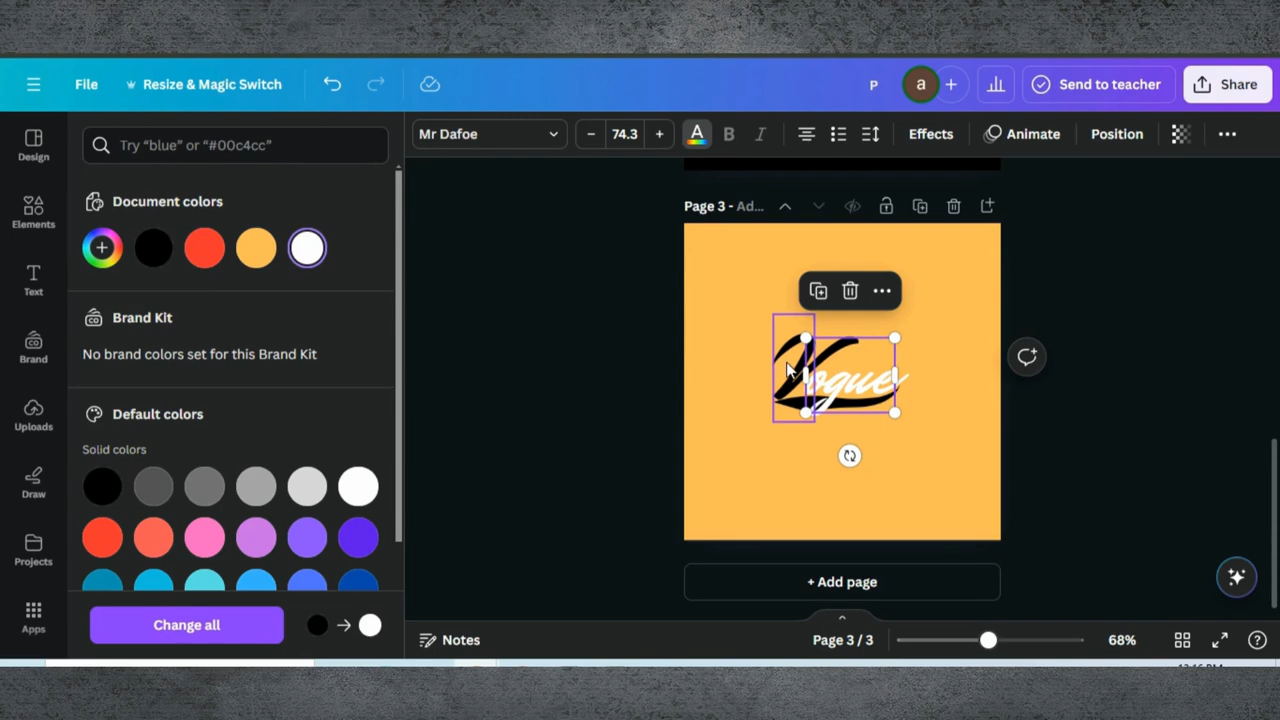 File
Resize & Magic Switch
P
a
Send to teacher
Share
Design
Elements
Text
Brand
Uploads
Draw
Projects
Apps
Try “blue” or “#00c4cc”
Document colors
Brand Kit
No brand colors set for this Brand Kit
Default colors
Solid colors
Change all
Mr Dafoe
74.3
A
B
I
Effects
Animate
Position
Page 3 - Ad...
Vogue
+ Add page
Notes
Page 3 / 3
68%